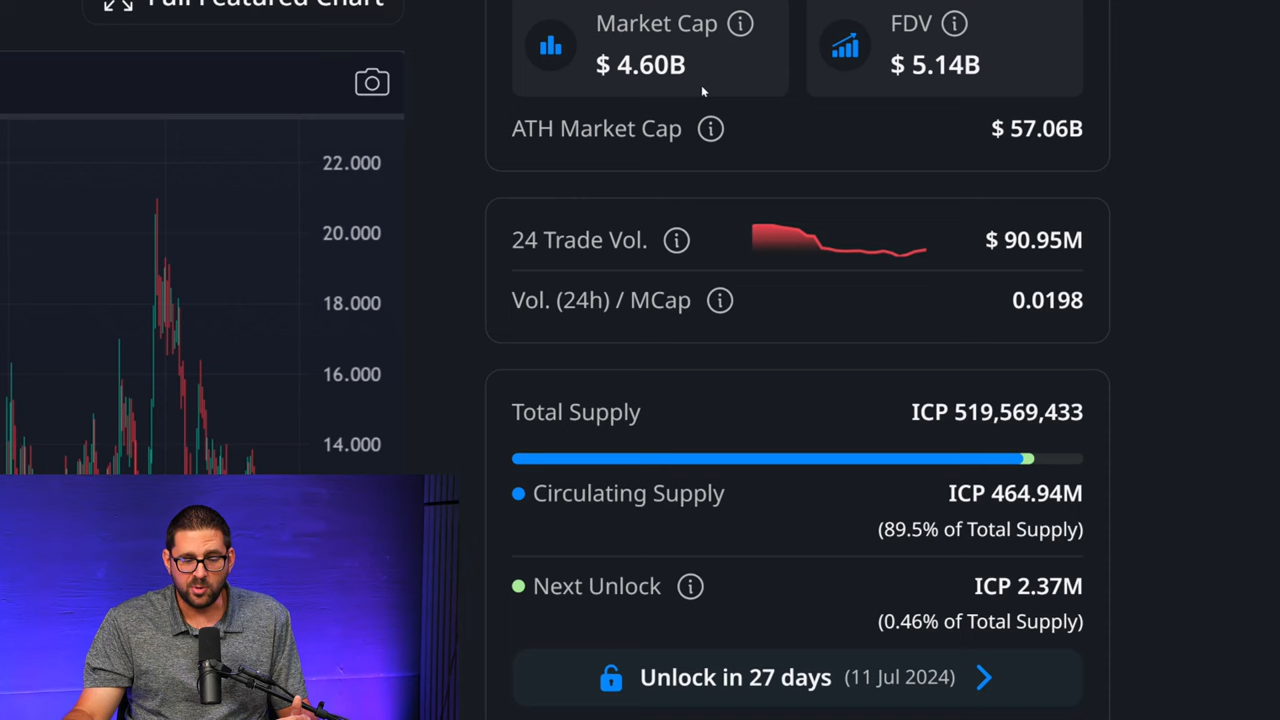 Full Featured Chart
22.000
20.000
18.000
16.000
14.000
Market Cap
$ 4.60B
FDV
$ 5.14B
ATH Market Cap $ 57.06B
24 Trade Vol. $ 90.95M
Vol. (24h) / MCap 0.0198
Total Supply ICP 519,569,433
Circulating Supply ICP 464.94M
(89.5% of Total Supply)
Next Unlock ICP 2.37M
(0.46% of Total Supply)
Unlock in 27 days (11 Jul 2024)